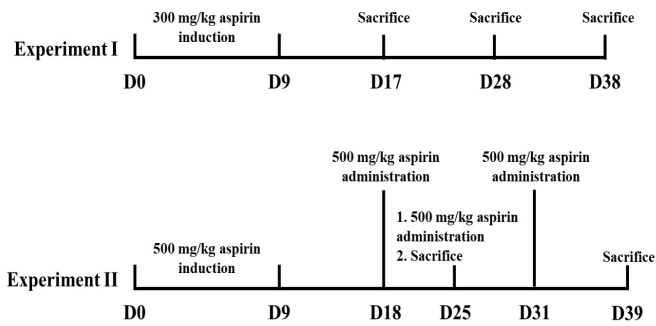 300 mg/kg aspirin
induction
Sacrifice
Sacrifice
Sacrifice
Experiment I
D0
D9
D17
D28
D38
500 mg/kg aspirin
administration
500 mg/kg aspirin
administration
1. 500 mg/kg aspirin
administration
2. Sacrifice
500 mg/kg aspirin
induction
Sacrifice
Experiment II
D0
D9
D18
D25
D31
D39